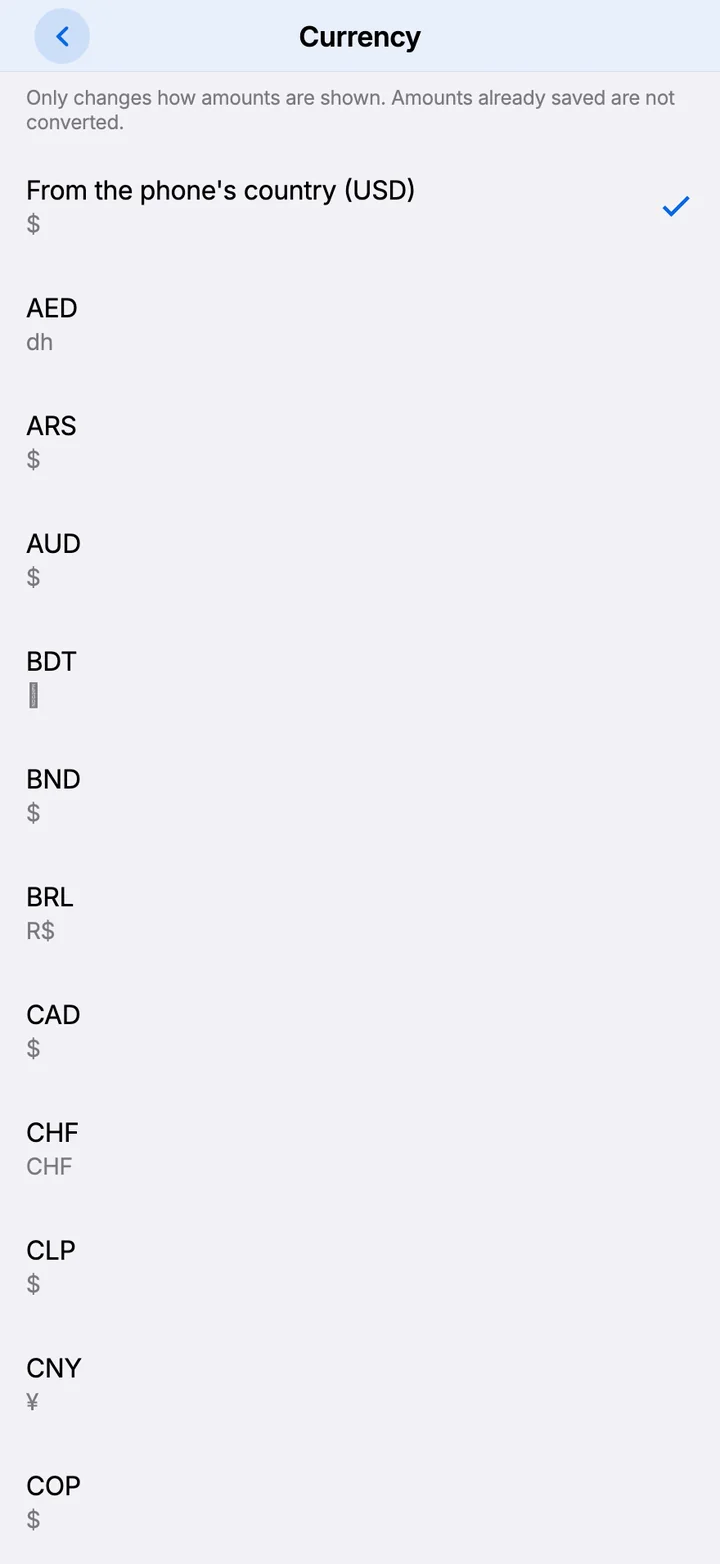 Currency
Only changes how amounts are shown. Amounts already saved are not
converted.
From the phone's country (USD)
$
AED
dh
ARS
$
AUD
$
BDT
BND
$
BRL
R$
CAD
$
CHF
CHF
CLP
$
CNY
¥
COP
$